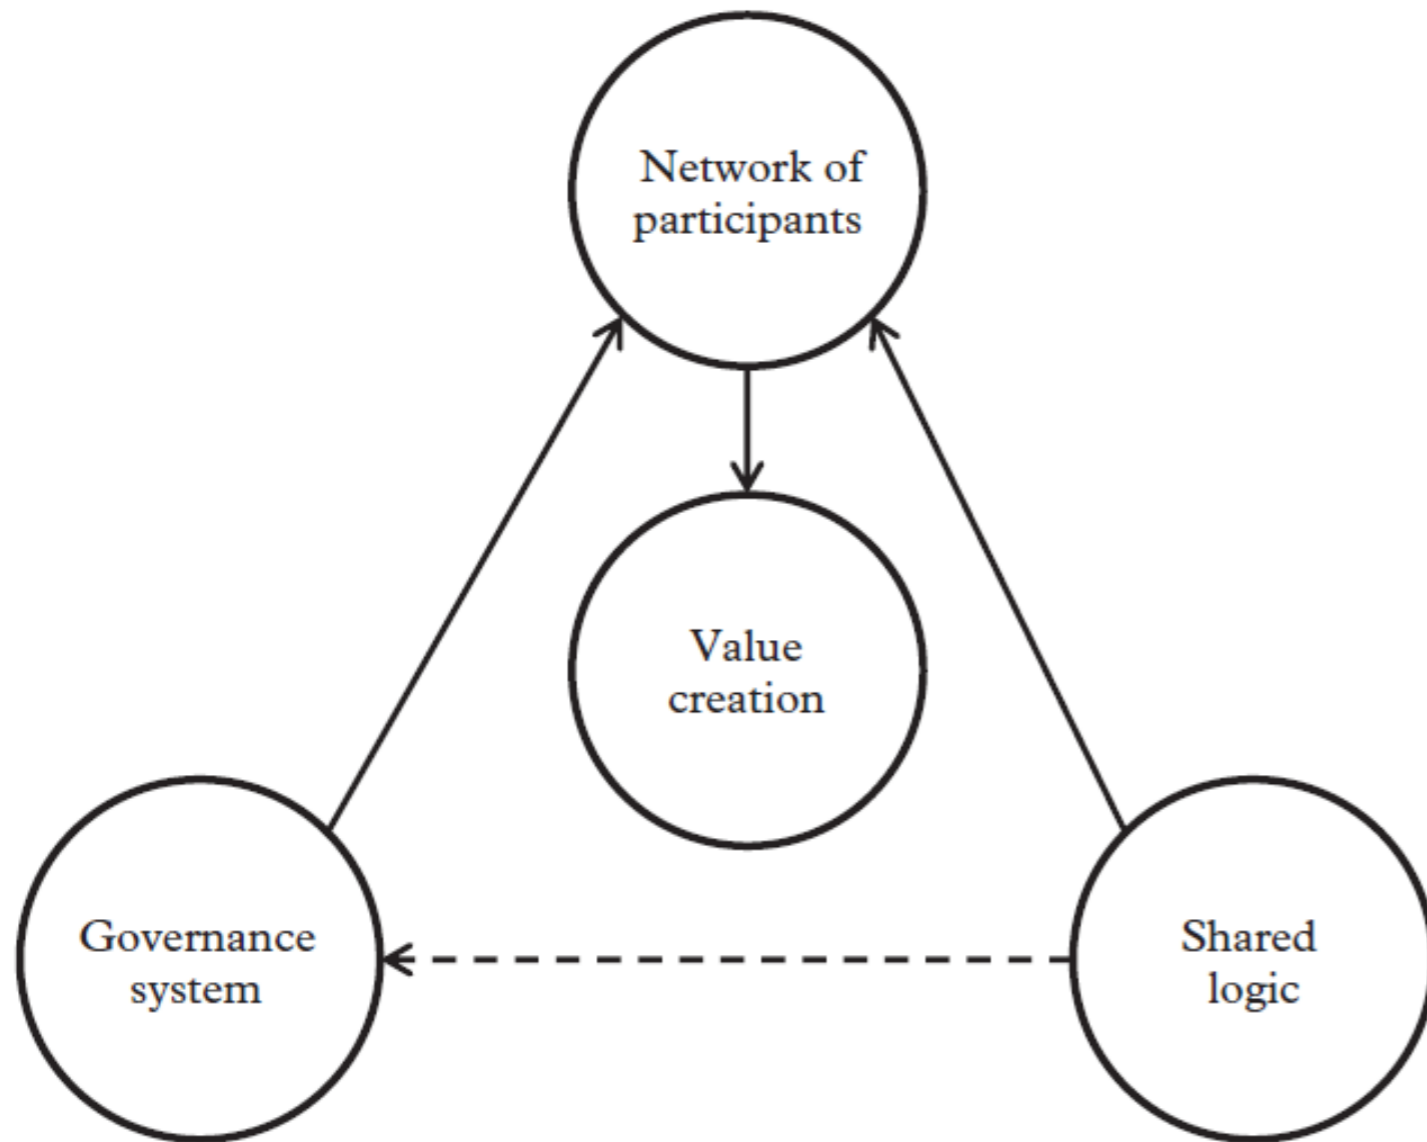 Network of
participants
Value
creation
Governance
system
Shared
logic